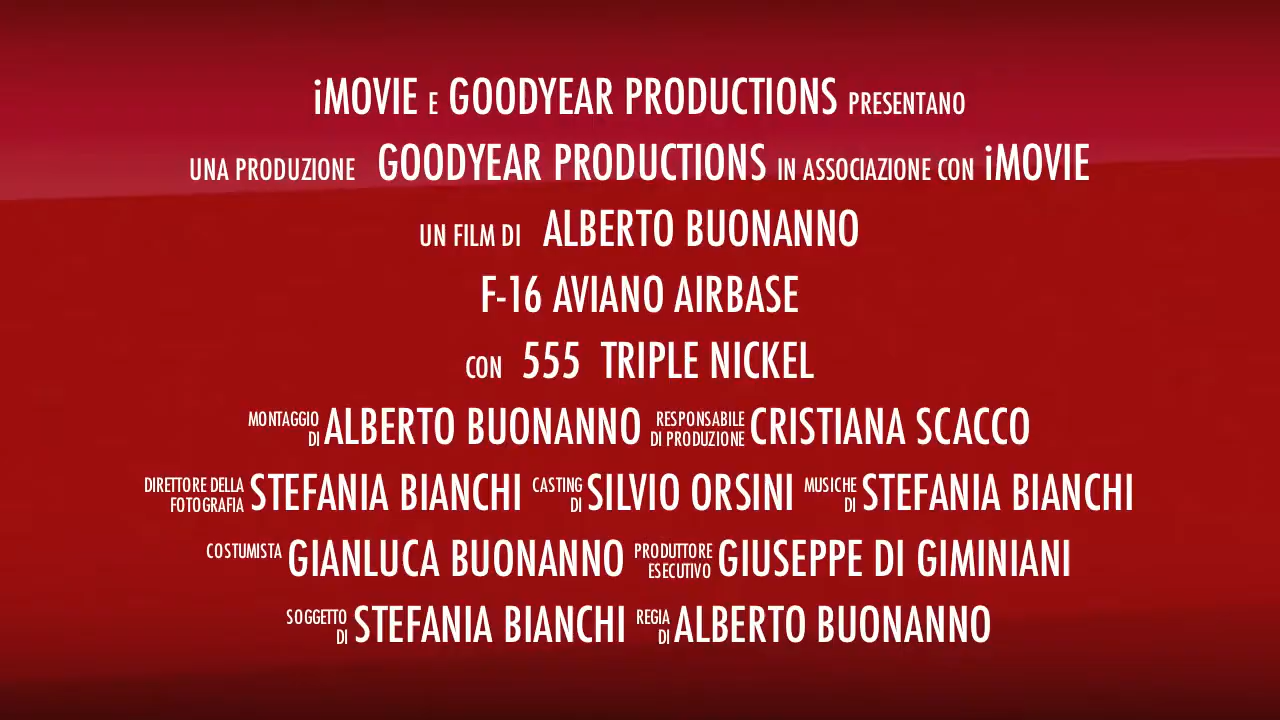 iMOVIE E GOODYEAR PRODUCTIONS PRESENTANO
UNA PRODUZIONE GOODYEAR PRODUCTIONS IN ASSOCIAZIONE CON iMOVIE
UN FILM DI ALBERTO BUONANNO
F-16 AVIANO AIRBASE
CON 555 TRIPLE NICKEL
MONTAGGIO DI ALBERTO BUONANNO RESPONSABILE DI PRODUZIONE CRISTIANA SCACCO
DIRETTORE DELLA FOTOGRAFIA STEFANIA BIANCHI CASTING DI SILVIO ORSINI MUSICHE DI STEFANIA BIANCHI
COSTUMISTA GIANLUCA BUONANNO PRODUTTORE ESECUTIVO GIUSEPPE DI GIMINIANI
SOGGETTO DI STEFANIA BIANCHI REGIA DI ALBERTO BUONANNO